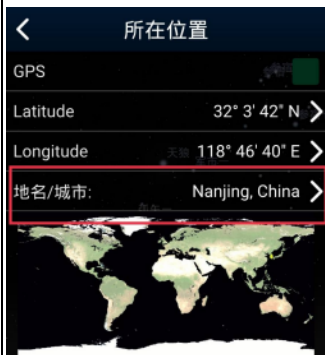 所在位置
GPS
Latitude 32° 3' 42" N
Longitude 118° 46' 40" E
地名/城市: Nanjing, China